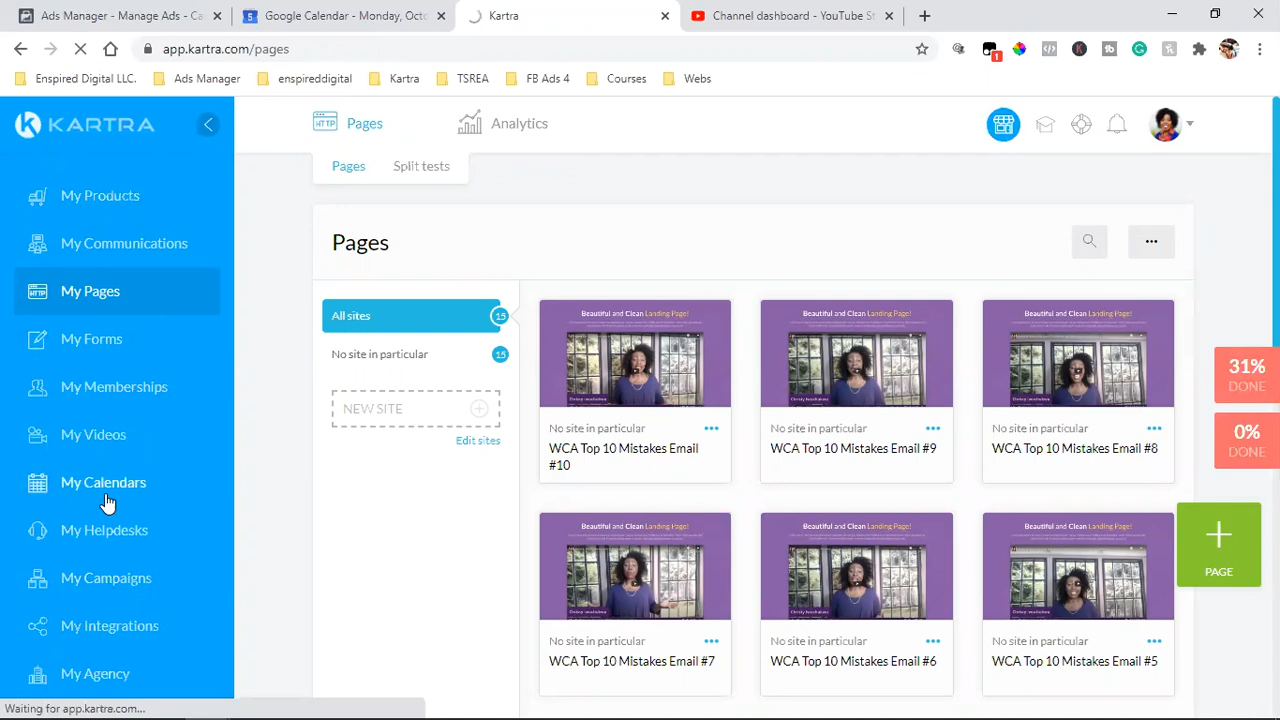 Ads Manager - Manage Ads - Ca
Google Calendar - Monday, Octo
Kartra
Channel dashboard - YouTube St
app.kartra.com/pages
1
Enspired Digital LLC.
Ads Manager
enspireddigital
Kartra
TSREA
FB Ads 4
Courses
Webs
KARTRA
Pages
Analytics
Pages
Split tests
My Products
My Communications
My Pages
My Forms
My Memberships
My Videos
My Calendars
My Helpdesks
My Campaigns
My Integrations
My Agency
Pages
All sites 15
No site in particular 15
NEW SITE
Edit sites
Beautiful and Clean Landing Page!
No site in particular
WCA Top 10 Mistakes Email
#10
Beautiful and Clean Landing Page!
No site in particular
WCA Top 10 Mistakes Email #9
Beautiful and Clean Landing Page!
No site in particular
WCA Top 10 Mistakes Email #8
Beautiful and Clean Landing Page!
No site in particular
WCA Top 10 Mistakes Email #7
Beautiful and Clean Landing Page!
No site in particular
WCA Top 10 Mistakes Email #6
Beautiful and Clean Landing Page!
No site in particular
WCA Top 10 Mistakes Email #5
31%
DONE
0%
DONE
PAGE
Waiting for app.kartre.com...